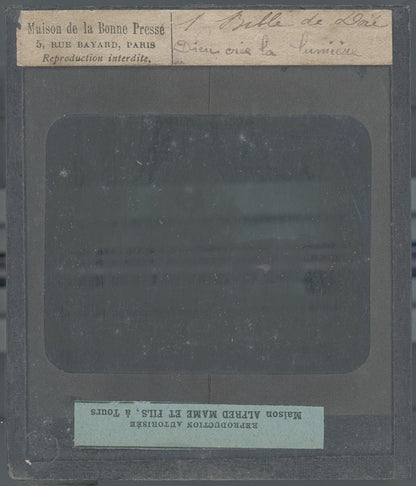 Maison de la Bonne Presse
5, RUE BAYARD, PARIS
Reproduction interdite.
1 Bible de Doré
Dieu crie la lumière
REPRODUCTION AUTORISÉE
Maison ALFRED MAME ET FILS, à Tours